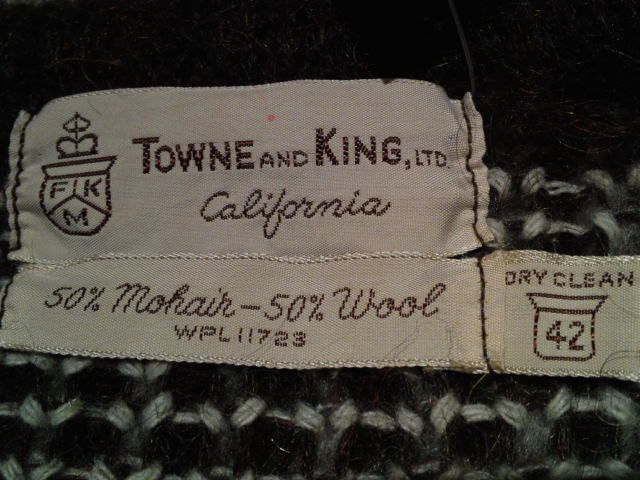 F K
M
TOWNE AND KING, LTD.
California
50% Mohair-50% Wool
WPL 11723
DRY CLEAN
42